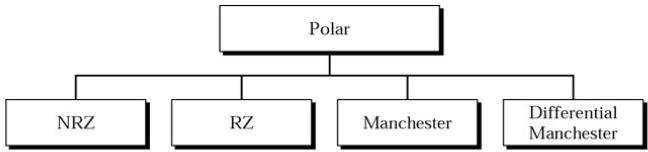 Polar
NRZ
RZ
Manchester
Differential
Manchester